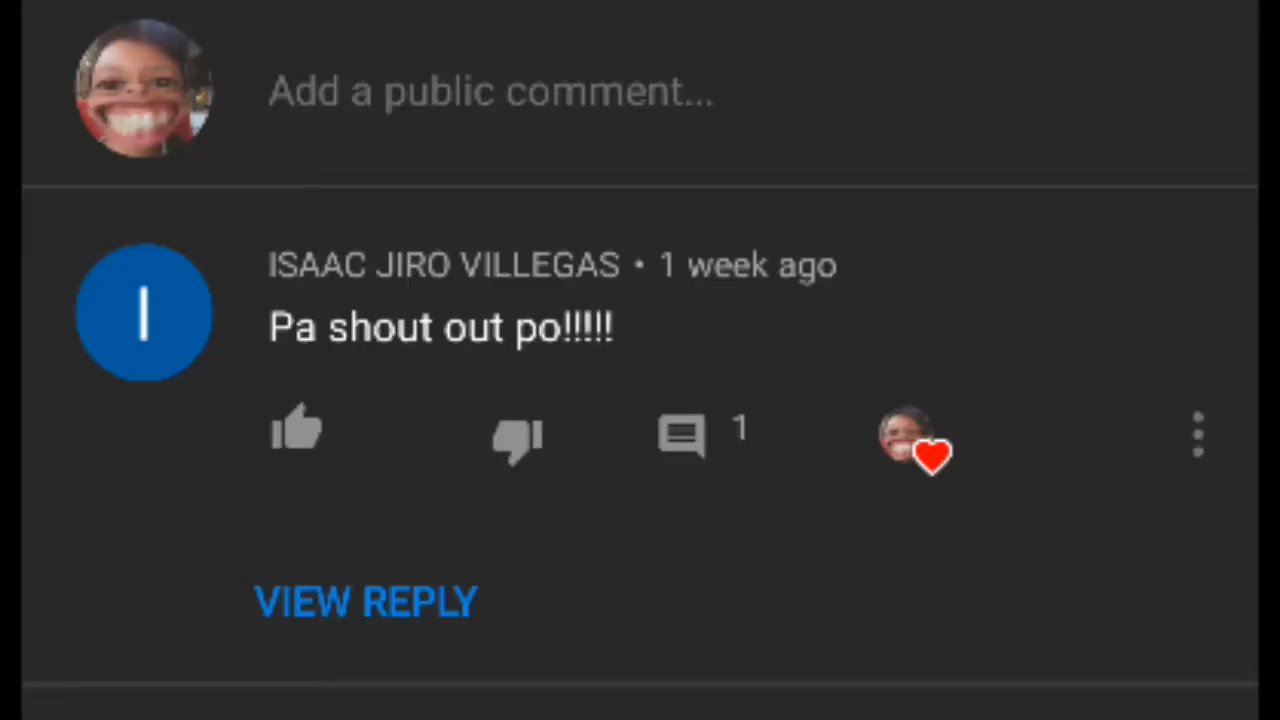 Add a public comment...
I
ISAAC JIRO VILLEGAS • 1 week ago
Pa shout out po!!!!!
1
VIEW REPLY